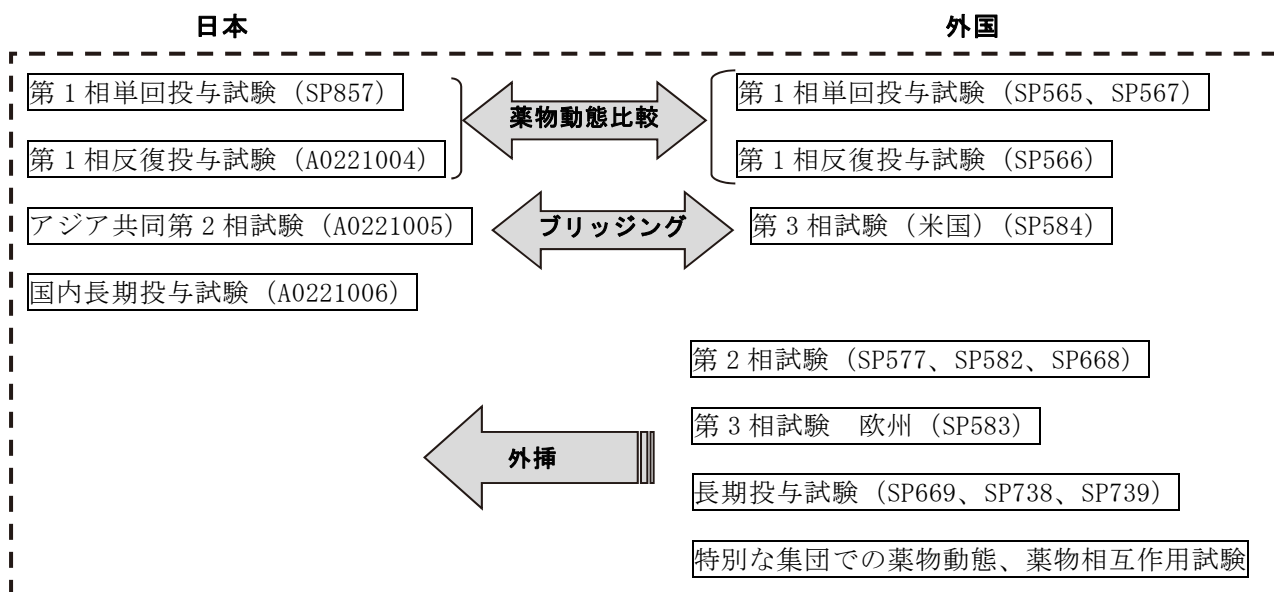 日本
外国
第1相単回投与試験（SP857）
薬物動態比較
第1相単回投与試験（SP565、SP567）
第1相反復投与試験（A0221004）
第1相反復投与試験（SP566）
アジア共同第2相試験（A0221005）
ブリッジング
第3相試験（米国）（SP584）
国内長期投与試験（A0221006）
第2相試験（SP577、SP582、SP668）
第3相試験　欧州（SP583）
外挿
長期投与試験（SP669、SP738、SP739）
特別な集団での薬物動態、薬物相互作用試験